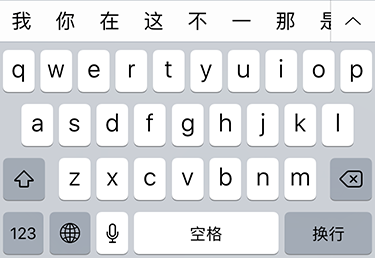 我 你 在 这 不 一 那
q w e r t y u i o p
a s d f g h j k l
z x c v b n m
123 空格 换行